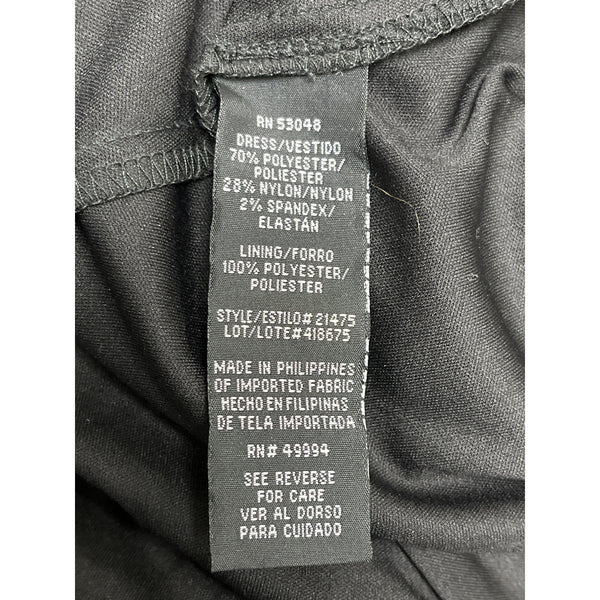 RN 53048
DRESS/VESTIDO
70% POLYESTER/
POLIESTER
28% NYLON/NYLON
2% SPANDEX/
ELASTÁN
LINING/FORRO
100% POLYESTER/
POLIESTER
STYLE/ESTILO# 21475
LOT/LOTE# 418675
MADE IN PHILIPPINES
OF IMPORTED FABRIC
HECHO EN FILIPINAS
DE TELA IMPORTADA
RN# 49994
SEE REVERSE
FOR CARE
VER AL DORSO
PARA CUIDADO